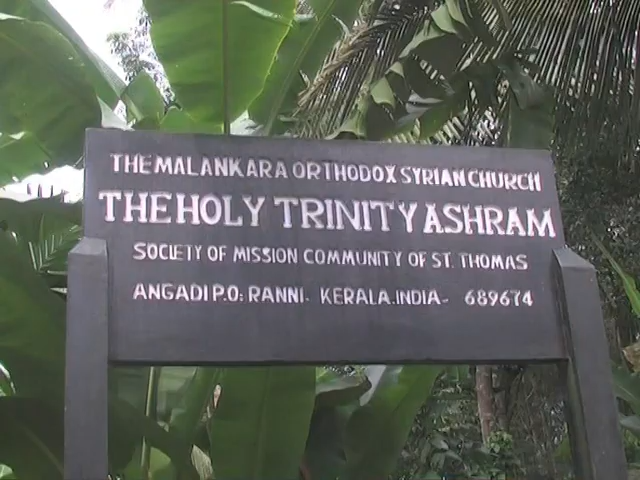 THE MALANKARA ORTHODOX SYRIAN CHURCH
THE HOLY TRINITY ASHRAM
SOCIETY OF MISSION COMMUNITY OF ST. THOMAS
ANGADI P.O; RANNI- KERALA.INDIA- 689674